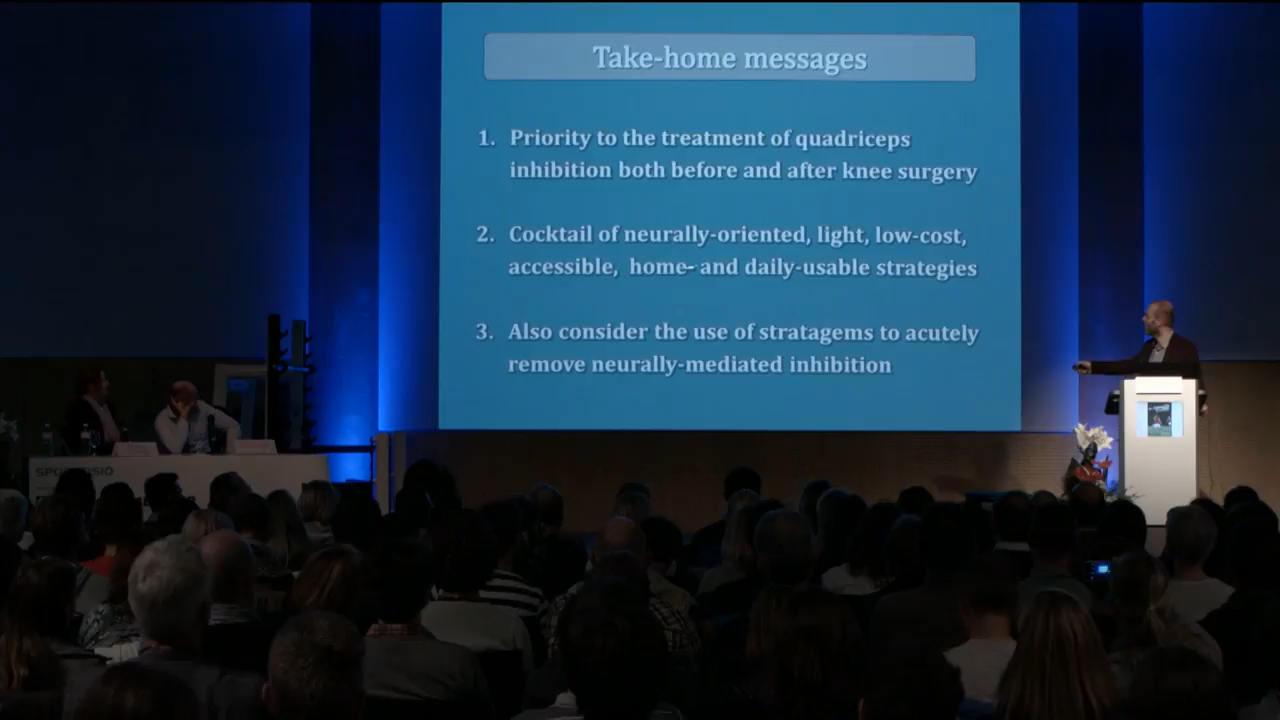 Take-home messages
1. Priority to the treatment of quadriceps
inhibition both before and after knee surgery
2. Cocktail of neurally-oriented, light, low-cost,
accessible, home- and daily-usable strategies
3. Also consider the use of stratagems to acutely
remove neurally-mediated inhibition